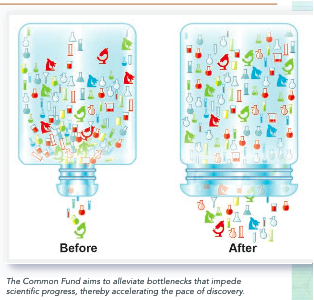 Before
After
The Common Fund aims to alleviate bottlenecks that impede
scientific progress, thereby accelerating the pace of discovery.